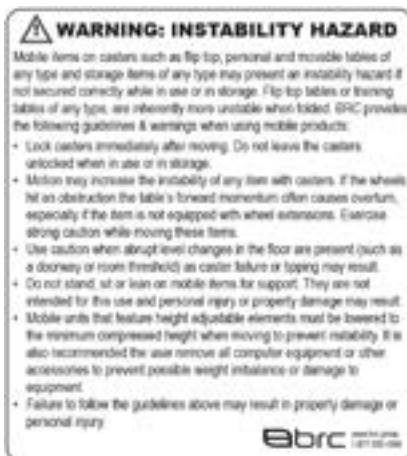 WARNING: INSTABILITY HAZARD
Mobile items on casters such as flip top, personal and movable tables of
any type and storage items of any type may present an instability hazard if
not secured correctly while in use or in storage. Flip top tables or training
tables of any type, are inherently more unstable when folded. BRC provides
the following guidelines & warnings when using mobile products:
• Lock casters immediately after moving. Do not leave the casters
unlocked when in use or in storage.
• Motion may increase the instability of any item with casters. If the wheels
hit an obstruction the table's forward momentum often causes overturn,
especially if the item is not equipped with wheel extensions. Exercise
strong caution while moving these items.
• Use caution when abrupt level changes in the floor are present (such as
a doorway or room threshold) as caster failure or tipping may result.
• Do not stand, sit or lean on mobile items for support. They are not
intended for this use and personal injury or property damage may result.
• Mobile units that feature height adjustable elements must be lowered to
the minimum compressed height when moving to prevent instability. It is
also recommended the user remove all computer equipment or other
accessories to prevent possible weight imbalance or damage to
equipment.
• Failure to follow the guidelines above may result in property damage or
personal injury.
brc